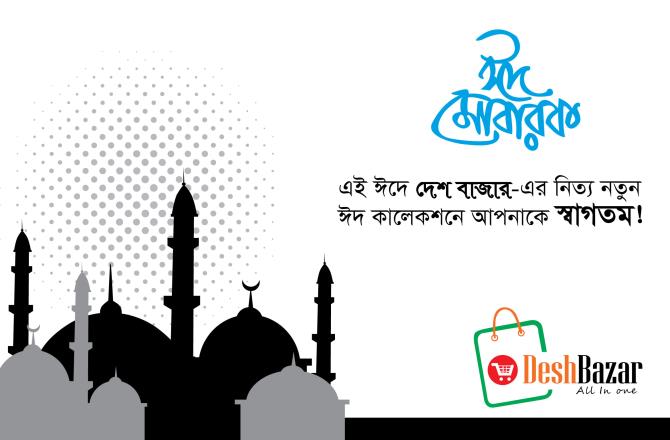 ঈদ
মোবারক
এই ঈদে দেশ বাজার-এর নিত্য নতুন
ঈদ কালেকশনে আপনাকে স্বাগতম!
DeshBazar
All In one